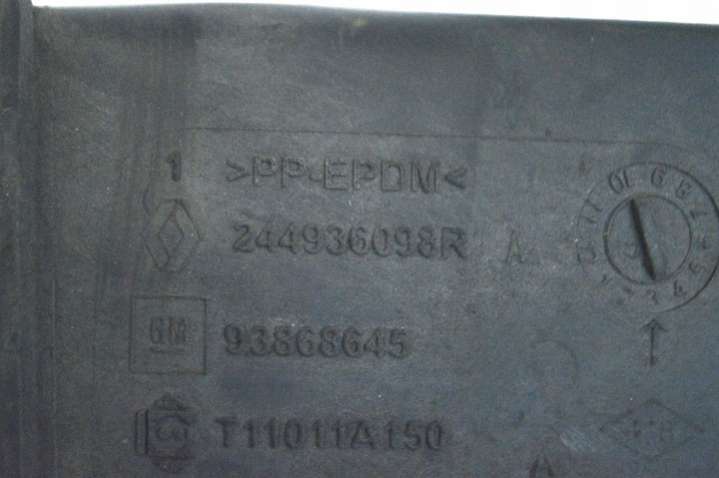 1 >PP-EPDM<
244936098R A
GM 93868645
T11011A150